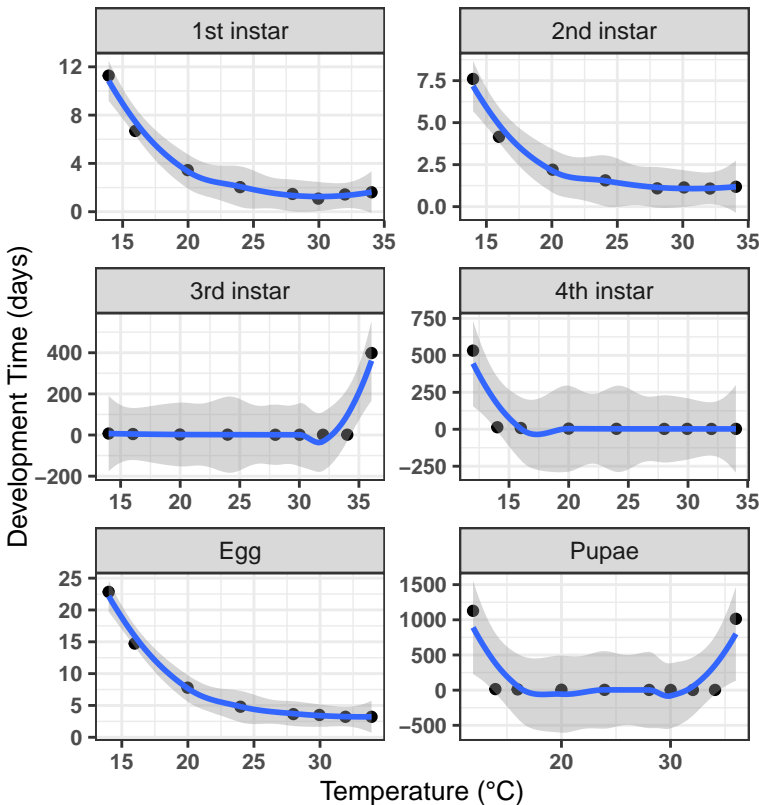 1st instar
2nd instar
12
8
4
0
7.5
5.0
2.5
0.0
15 20 25 30 35
15 20 25 30 35
3rd instar
4th instar
400
200
0
−200
750
500
250
0
−250
15 20 25 30 35
15 20 25 30 35
Egg
Pupae
25
20
15
10
5
0
1500
1000
500
0
−500
15 20 25 30
20 30
Development Time (days)
Temperature (°C)